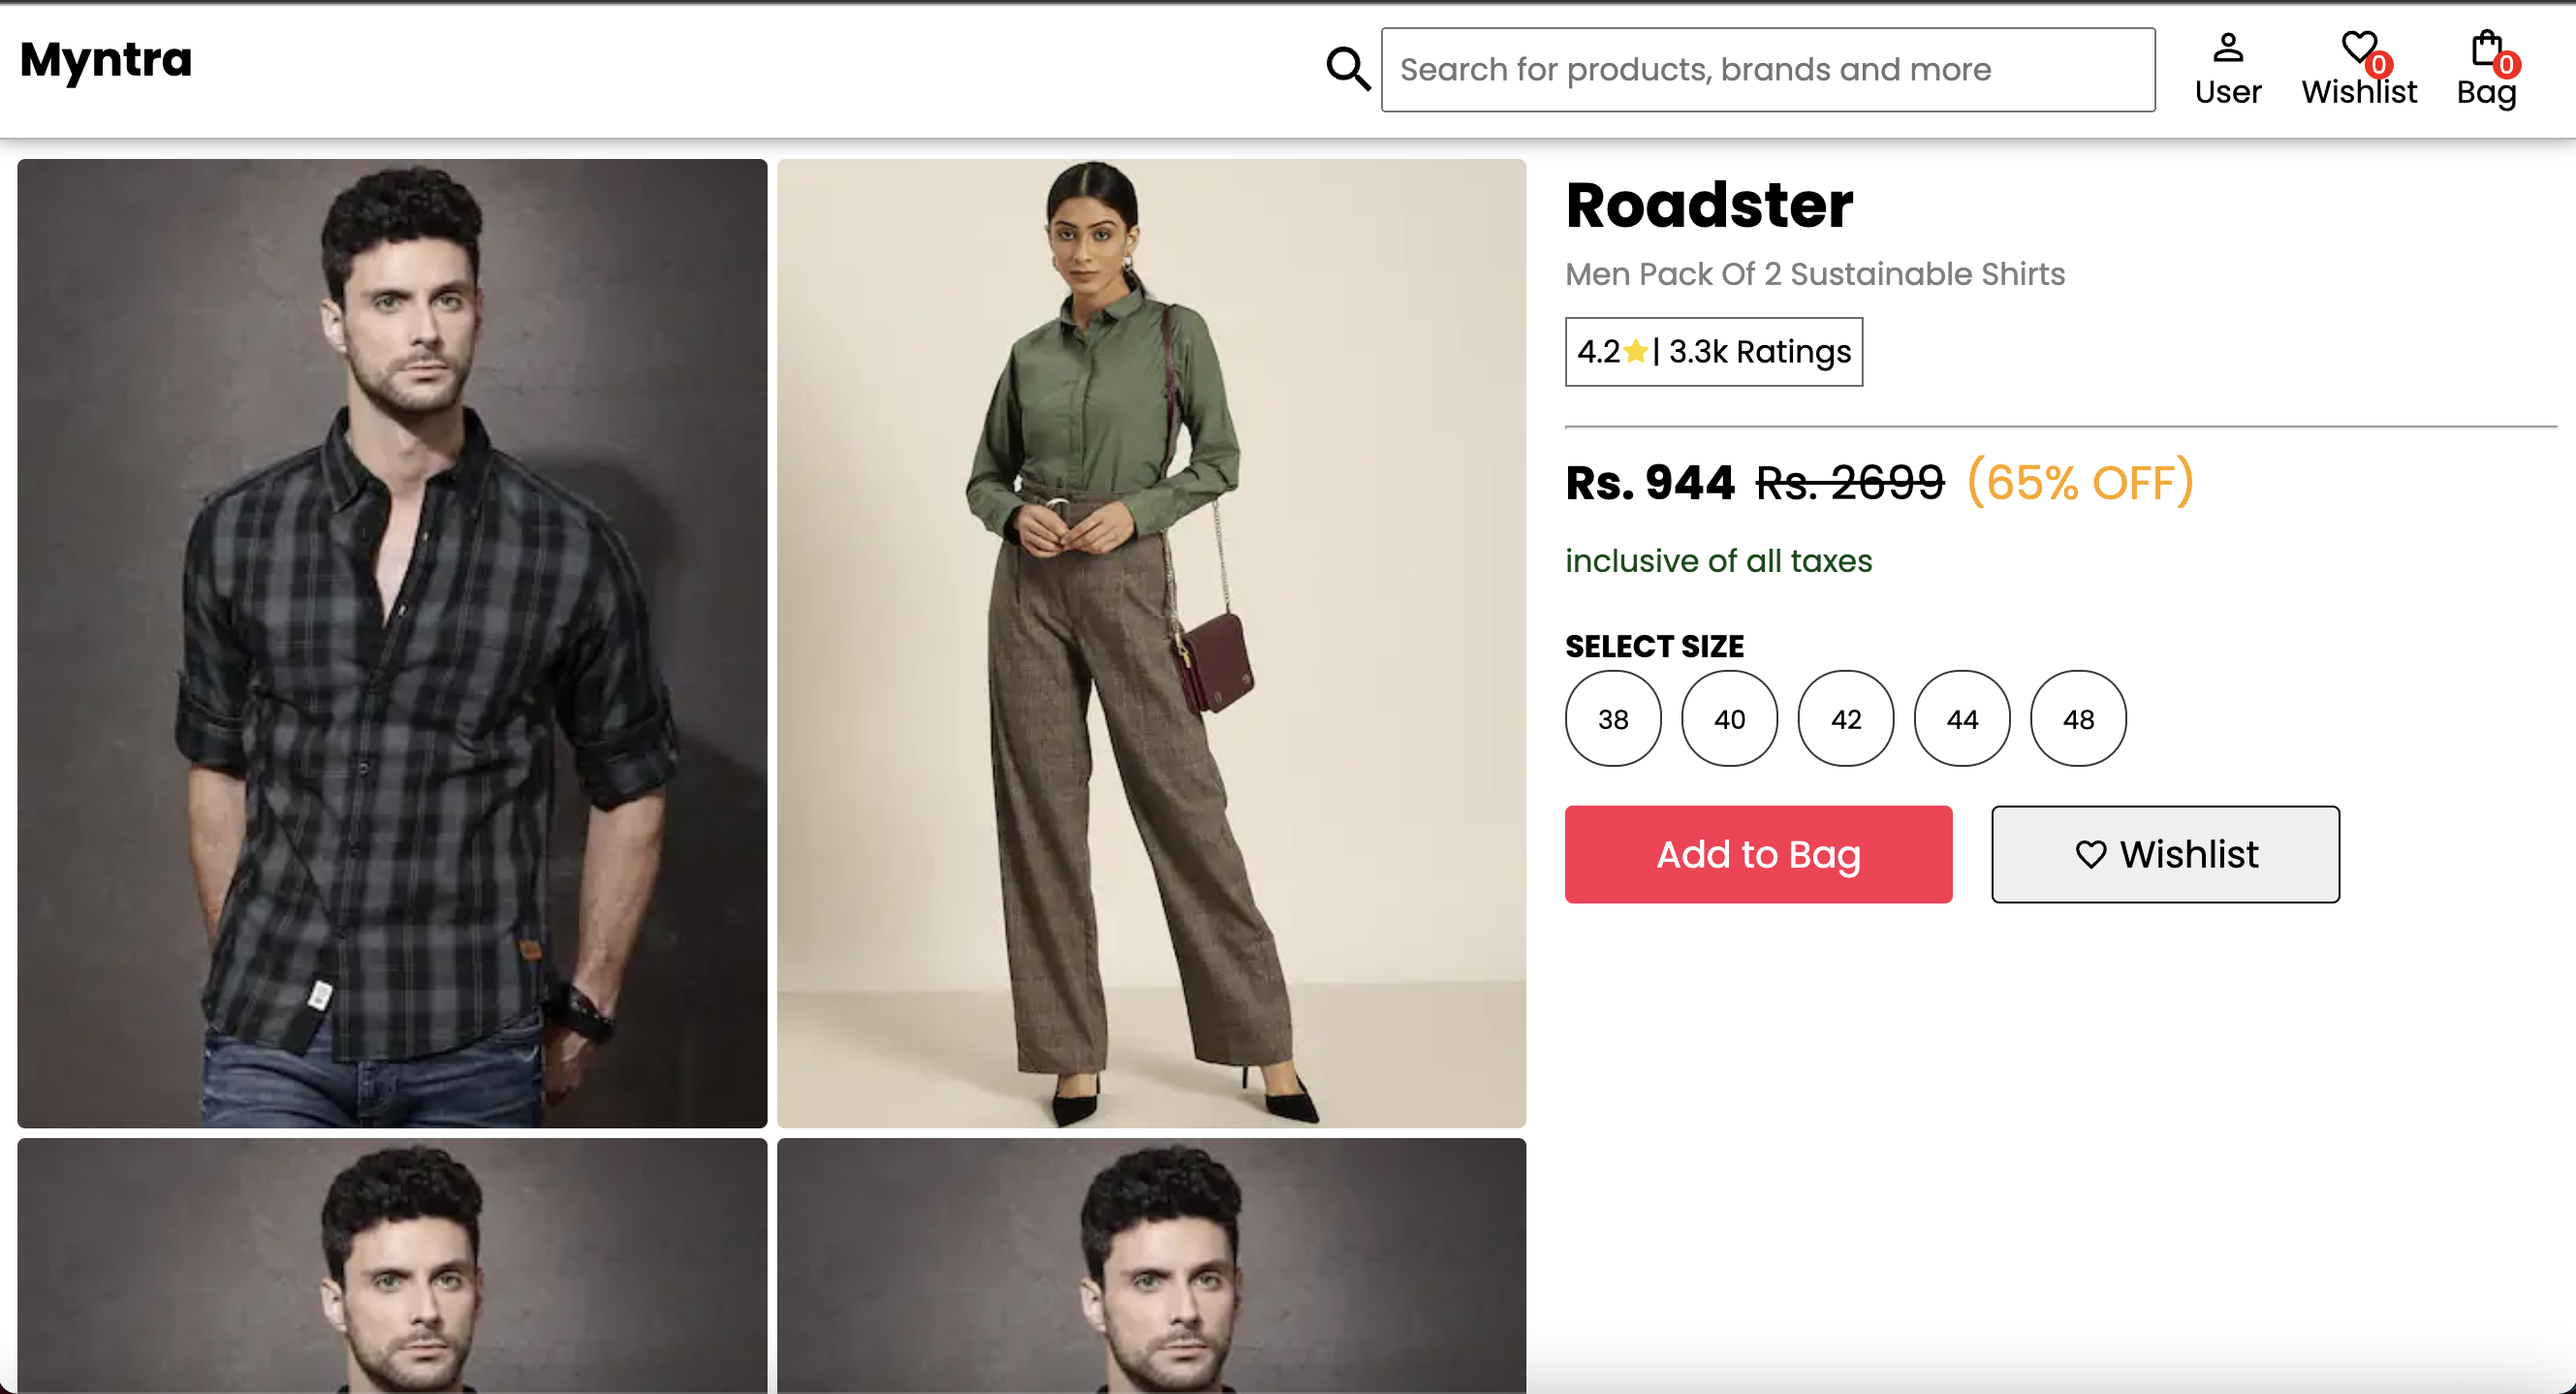 Myntra
Search for products, brands and more
User
0
Wishlist
0
Bag
Roadster
Men Pack Of 2 Sustainable Shirts
4.2⭐| 3.3k Ratings
Rs. 944 Rs. 2699 (65% OFF)
inclusive of all taxes
SELECT SIZE
38 40 42 44 48
Add to Bag
Wishlist